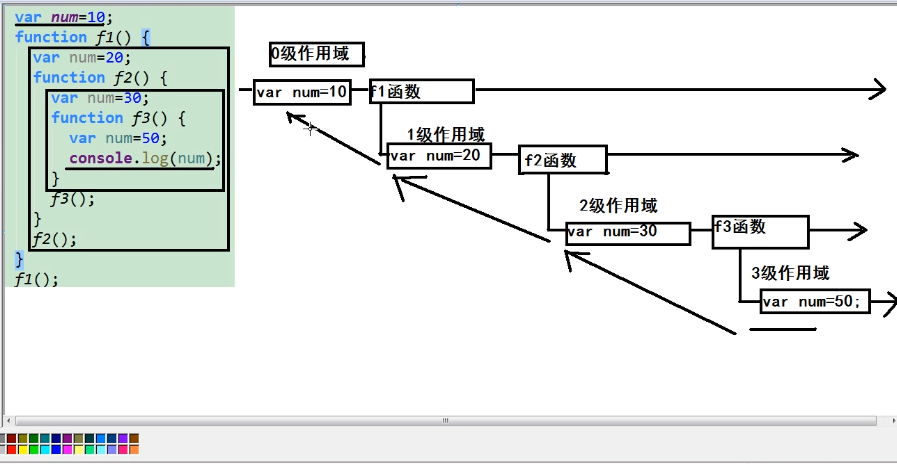 var num=10;
function f1() {
var num=20;
function f2() {
var num=30;
function f3() {
var num=50;
console.log(num);
}
f3();
}
f2();
}
f1();
0级作用域
var num=10
f1函数
1级作用域
var num=20
f2函数
2级作用域
var num=30
f3函数
3级作用域
var num=50;